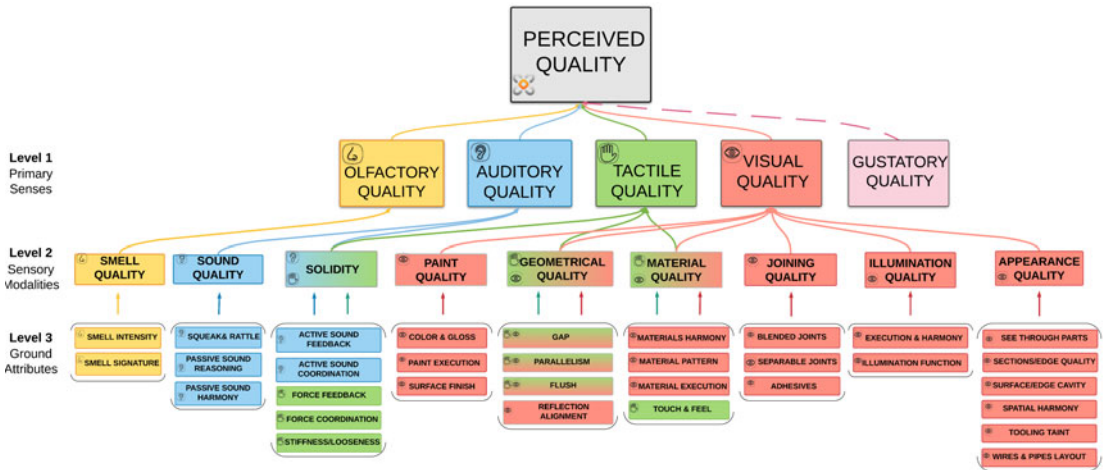 PERCEIVED
QUALITY
Level 1
Primary
Senses
OLFACTORY
QUALITY
AUDITORY
QUALITY
TACTILE
QUALITY
VISUAL
QUALITY
GUSTATORY
QUALITY
Level 2
Sensory
Modalities
SMELL
QUALITY
SOUND
QUALITY
SOLIDITY
PAINT
QUALITY
GEOMETRICAL
QUALITY
MATERIAL
QUALITY
JOINING
QUALITY
ILLUMINATION
QUALITY
APPEARANCE
QUALITY
Level 3
Ground
Attributes
SMELL INTENSITY
SMELL SIGNATURE
SQUEAK& RATTLE
PASSIVE SOUND
REASONING
PASSIVE SOUND
HARMONY
ACTIVE SOUND
FEEDBACK
ACTIVE SOUND
COORDINATION
FORCE FEEDBACK
FORCE COORDINATION
STIFFNESS/LOOSENESS
COLOR & GLOSS
PAINT EXECUTION
SURFACE FINISH
GAP
PARALLELISM
FLUSH
REFLECTION
ALIGNMENT
MATERIALS HARMONY
MATERIAL PATTERN
MATERIAL EXECUTION
TOUCH & FEEL
BLENDED JOINTS
SEPARABLE JOINTS
ADHESIVES
EXECUTION & HARMONY
ILLUMINATION FUNCTION
SEE THROUGH PARTS
SECTIONS/EDGE QUALITY
SURFACE/EDGE CAVITY
SPATIAL HARMONY
TOOLING TAINT
WIRES & PIPES LAYOUT